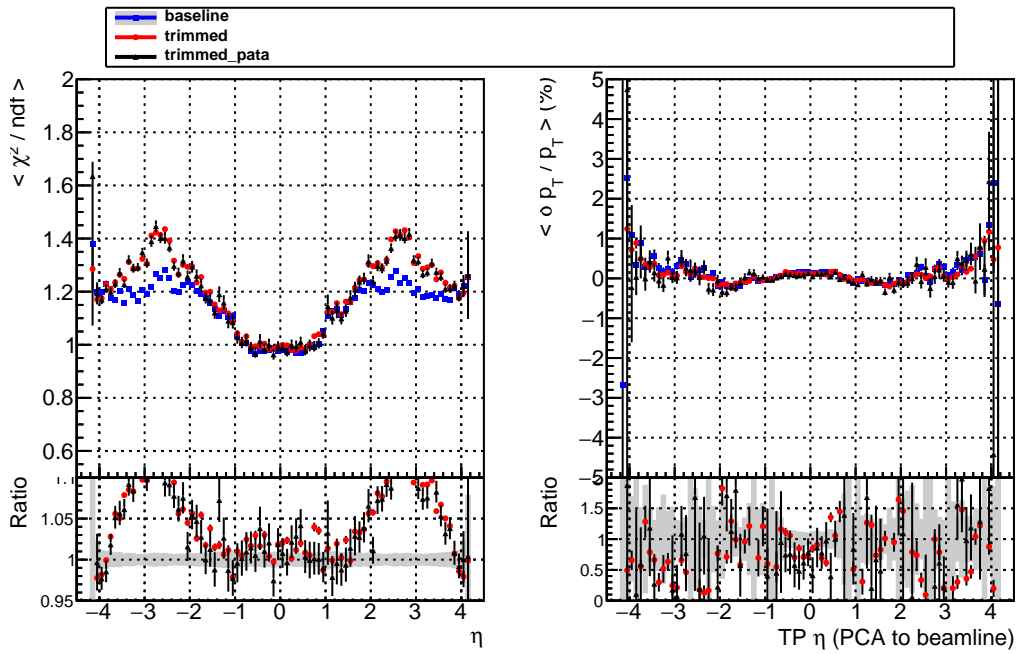 baseline
trimmed
trimmed_pata
< χ² / ndf >
2
1.8
1.6
1.4
1.2
1
0.8
0.6
Ratio
1.1
1.05
1
0.95
−4 −3 −2 −1 0 1 2 3 4
η
< σ p_T / p_T > (%)
5
4
3
2
1
0
−1
−2
−3
−4
−5
Ratio
1.5
1
0.5
0
−4 −3 −2 −1 0 1 2 3 4
TP η (PCA to beamline)